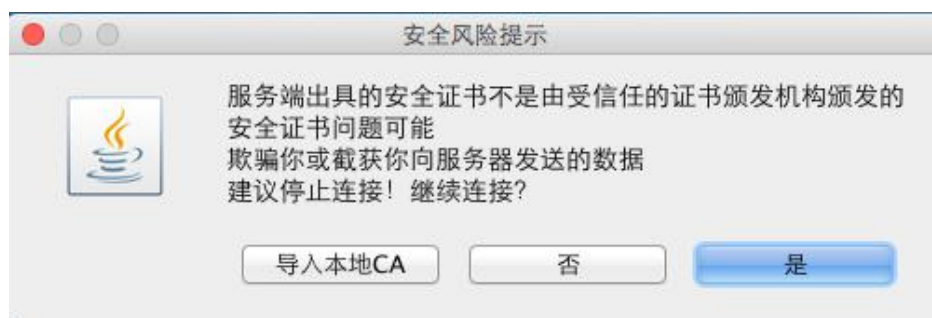 安全风险提示
服务端出具的安全证书不是由受信任的证书颁发机构颁发的
安全证书问题可能
欺骗你或截获你向服务器发送的数据
建议停止连接！继续连接?
导入本地CA 否 是